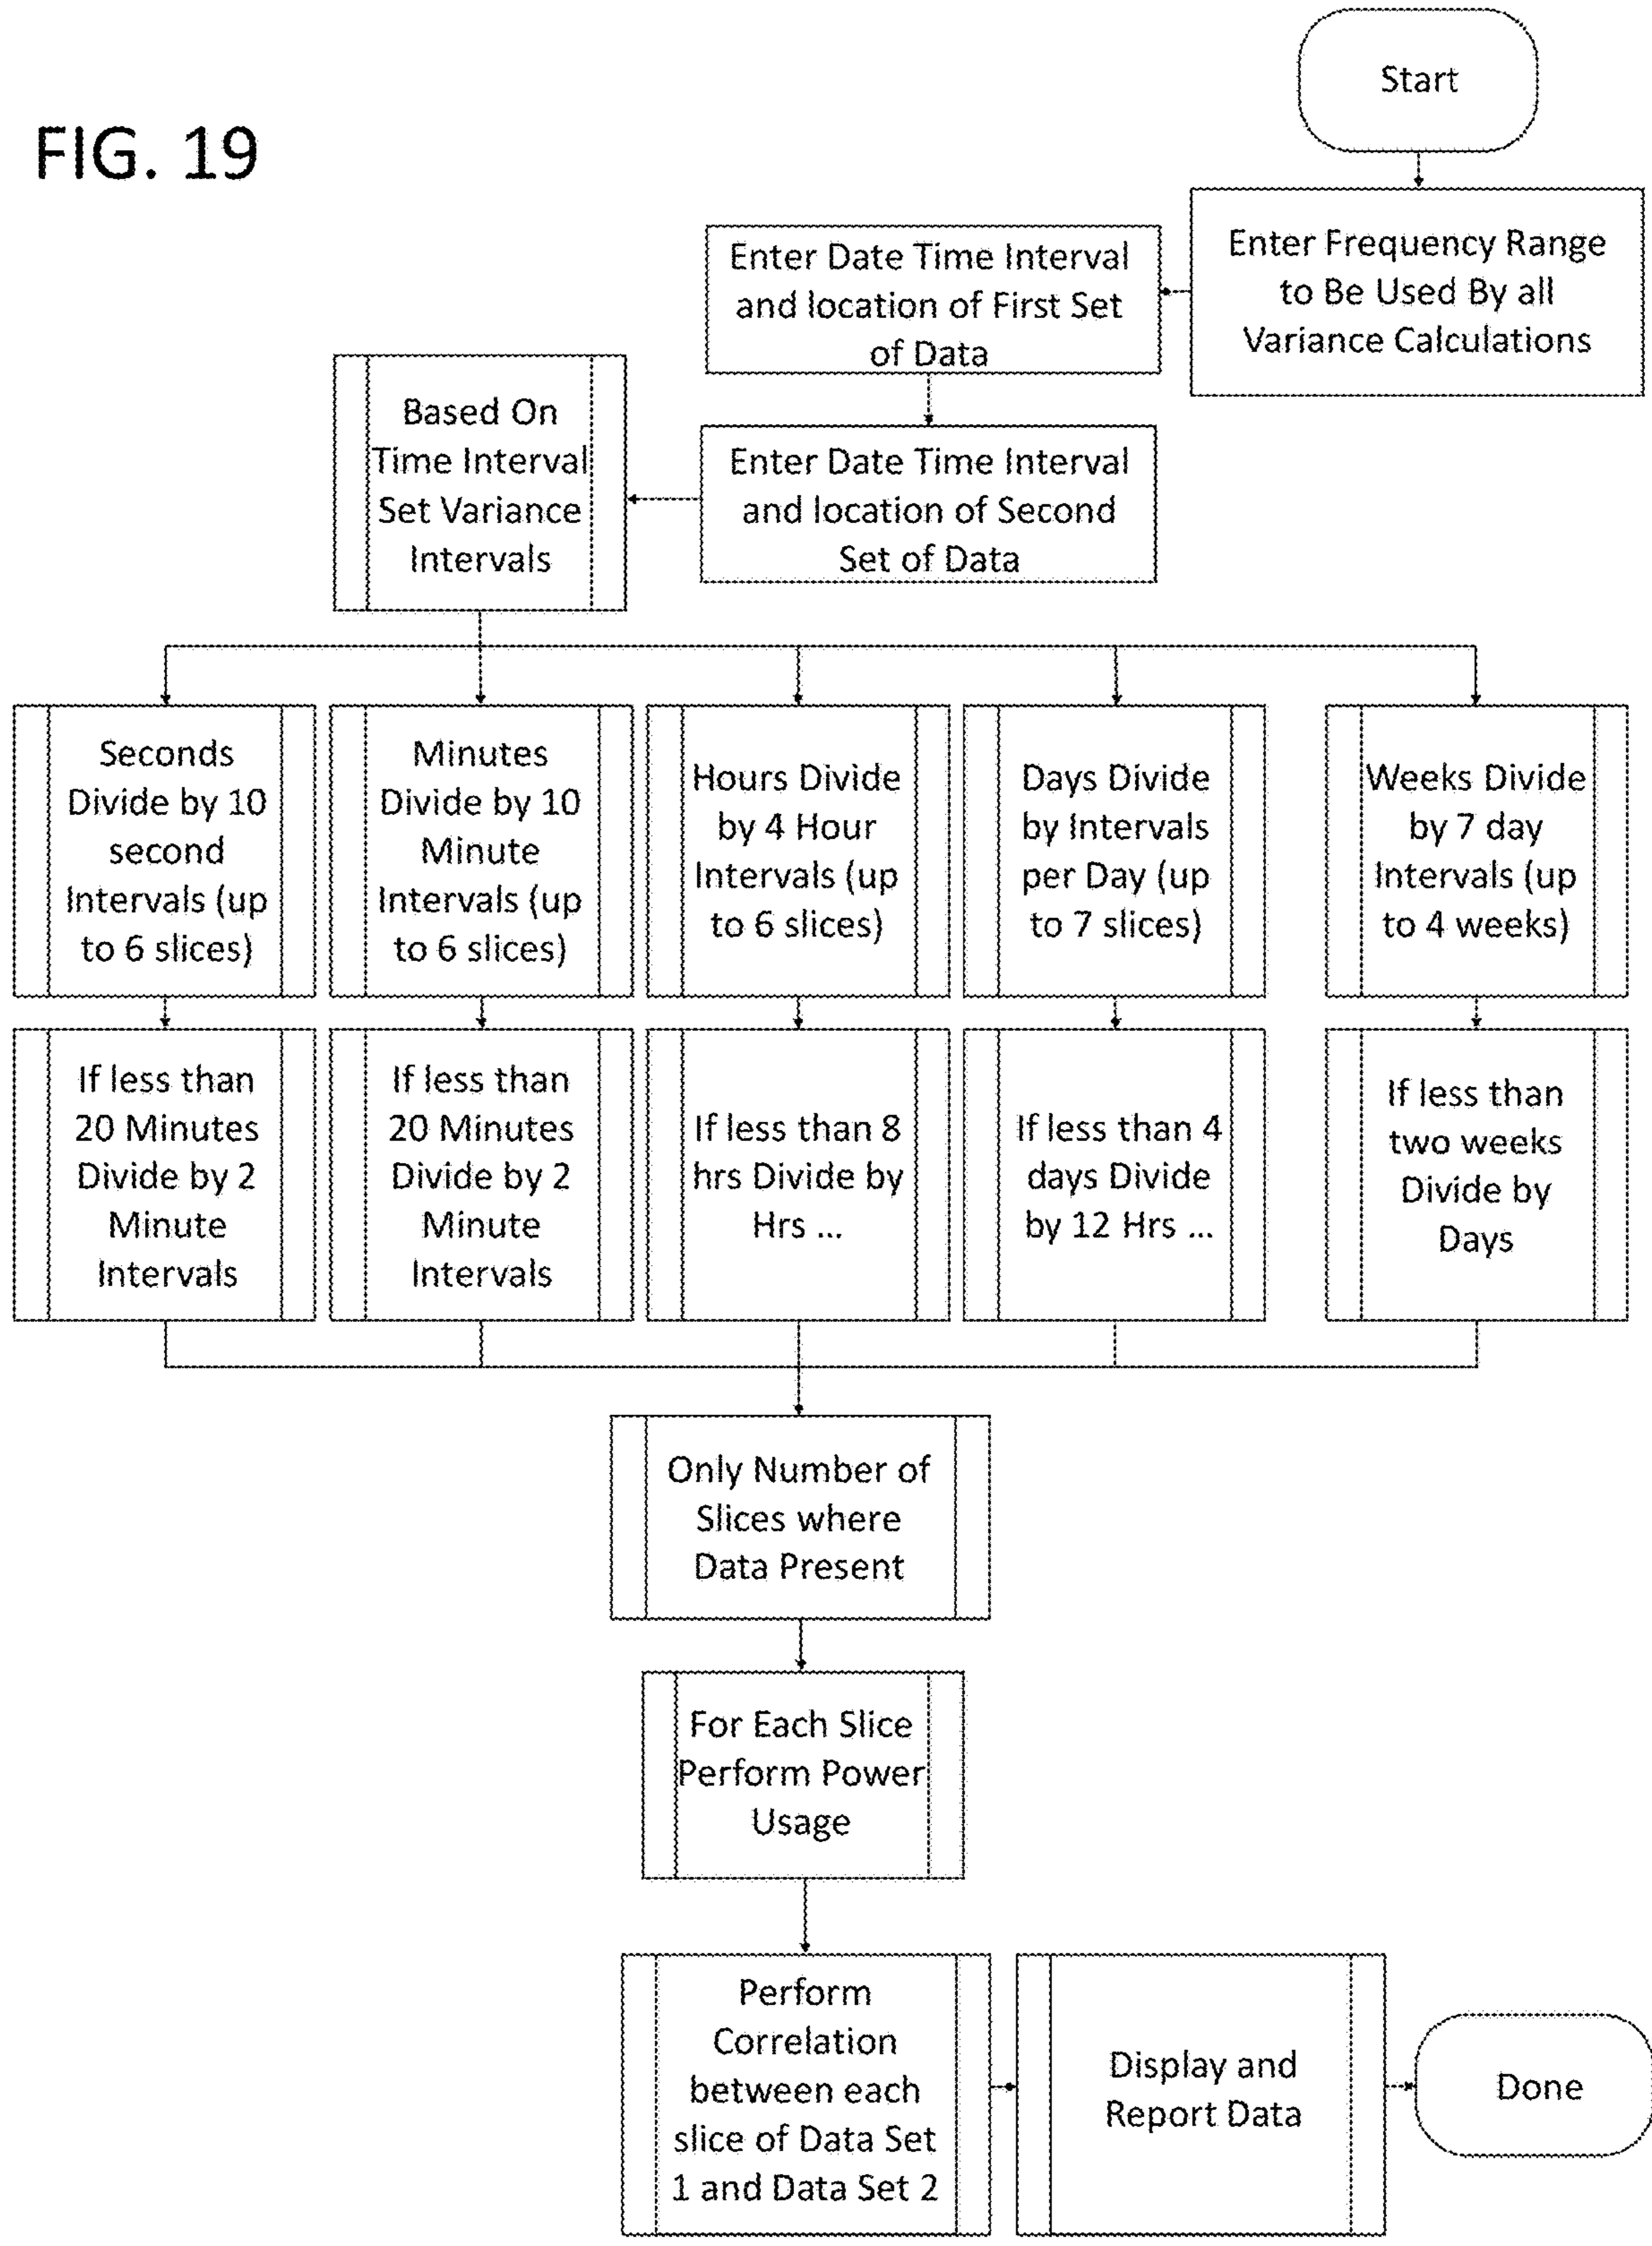 FIG. 19
Start
Enter Frequency Range
to Be Used By all
Variance Calculations
Enter Date Time Interval
and location of First Set
of Data
Enter Date Time Interval
and location of Second
Set of Data
Based On
Time Interval
Set Variance
Intervals
Seconds
Divide by 10
second
Intervals (up
to 6 slices)
Minutes
Divide by 10
Minute
Intervals (up
to 6 slices)
Hours Divide
by 4 Hour
Intervals (up
to 6 slices)
Days Divide
by Intervals
per Day (up
to 7 slices)
Weeks Divide
by 7 day
Intervals (up
to 4 weeks)
If less than
20 Minutes
Divide by 2
Minute
Intervals
If less than
20 Minutes
Divide by 2
Minute
Intervals
If less than 8
hrs Divide by
Hrs ...
If less than 4
days Divide
by 12 Hrs ...
If less than
two weeks
Divide by
Days
Only Number of
Slices where
Data Present
For Each Slice
Perform Power
Usage
Perform
Correlation
between each
slice of Data Set
1 and Data Set 2
Display and
Report Data
Done